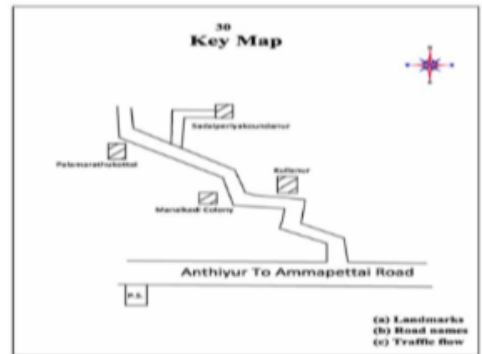 30
Key Map
Sadaiperiyakoundanur
Palamarathukottai
Kullanur
Manalkadi Colony
Anthiyur To Ammapettai Road
P.S.
(a) Landmarks
(b) Road names
(c) Traffic flow